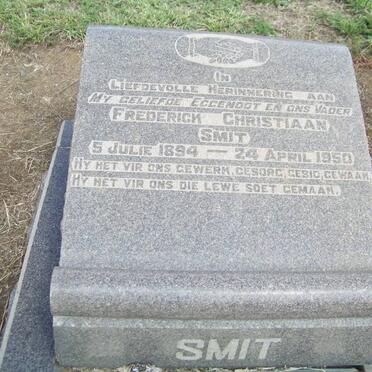 IN
LIEFDEVOLLE HERINNERING AAN
MY GELIEFDE EGGENOOT EN ONS VADER
FREDERICK CHRISTIAAN
SMIT
5 JULIE 1894 — 24 APRIL 1950
HY HET VIR ONS GEWERK, GESORG, GEBID, GEWAAK
HY HET VIR ONS DIE LEWE SOET GEMAAK.
SMIT